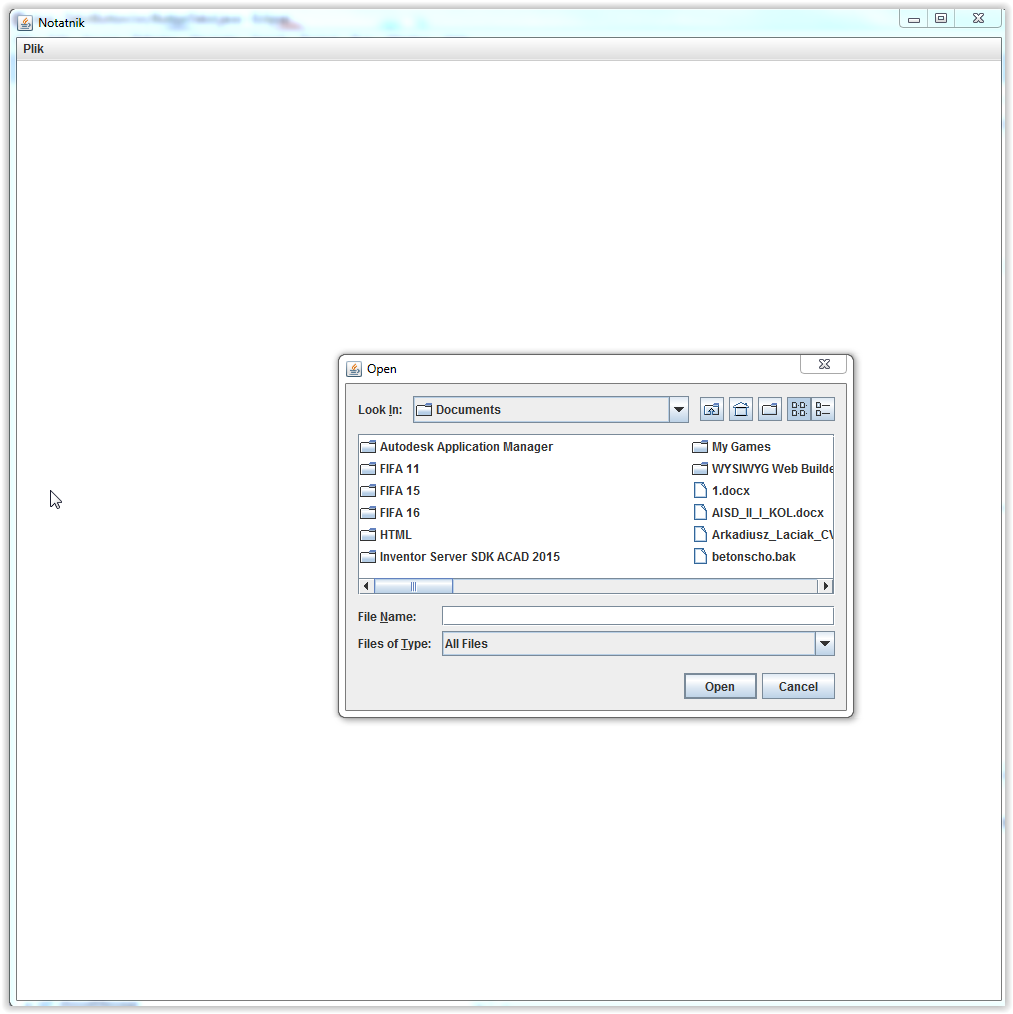 Notatnik
Plik
Open
Look In: Documents
Autodesk Application Manager
FIFA 11
FIFA 15
FIFA 16
HTML
Inventor Server SDK ACAD 2015
My Games
WYSIWYG Web Builde
1.docx
AISD_II_I_KOL.docx
Arkadiusz_Laciak_CV
betonscho.bak
File Name:
Files of Type: All Files
Open Cancel